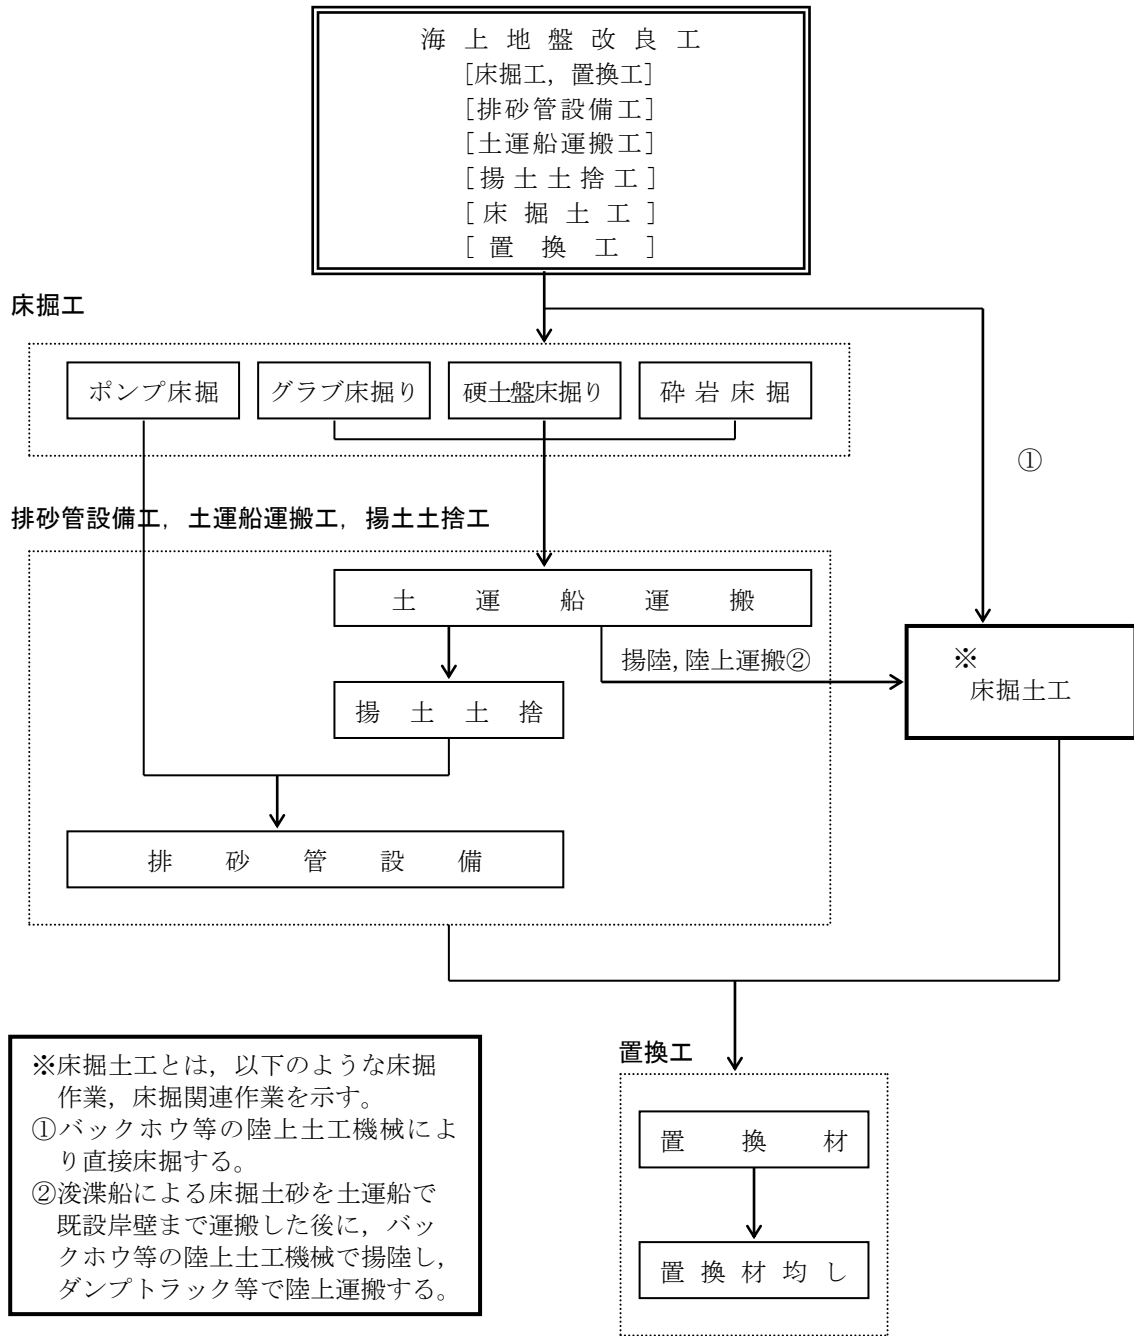 海上地盤改良工
[床掘工，置換工]
[排砂管設備工]
[土運船運搬工]
[揚土土捨工]
[床掘土工]
[置換工]
床掘工
ポンプ床掘
グラブ床掘り
硬土盤床掘り
砕岩床掘
①
排砂管設備工，土運船運搬工，揚土土捨工
土運船運搬
揚陸，陸上運搬②
※
床掘土工
揚土土捨
排砂管設備
※床掘土工とは，以下のような床掘
作業，床掘関連作業を示す。
①バックホウ等の陸上土工機械によ
り直接床掘する。
②浚渫船による床掘土砂を土運船で
既設岸壁まで運搬した後に，バッ
クホウ等の陸上土工機械で揚陸し，
ダンプトラック等で陸上運搬する。
置換工
置換材
置換材均し